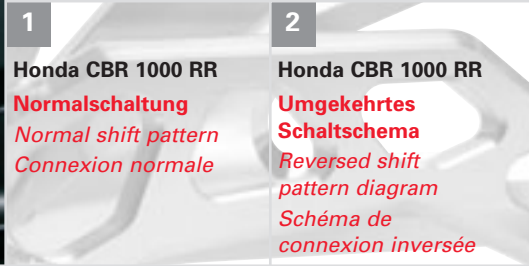 1
Honda CBR 1000 RR
Normalschaltung
Normal shift pattern
Connexion normale
2
Honda CBR 1000 RR
Umgekehrtes
Schaltschema
Reversed shift
pattern diagram
Schéma de
connexion inversée